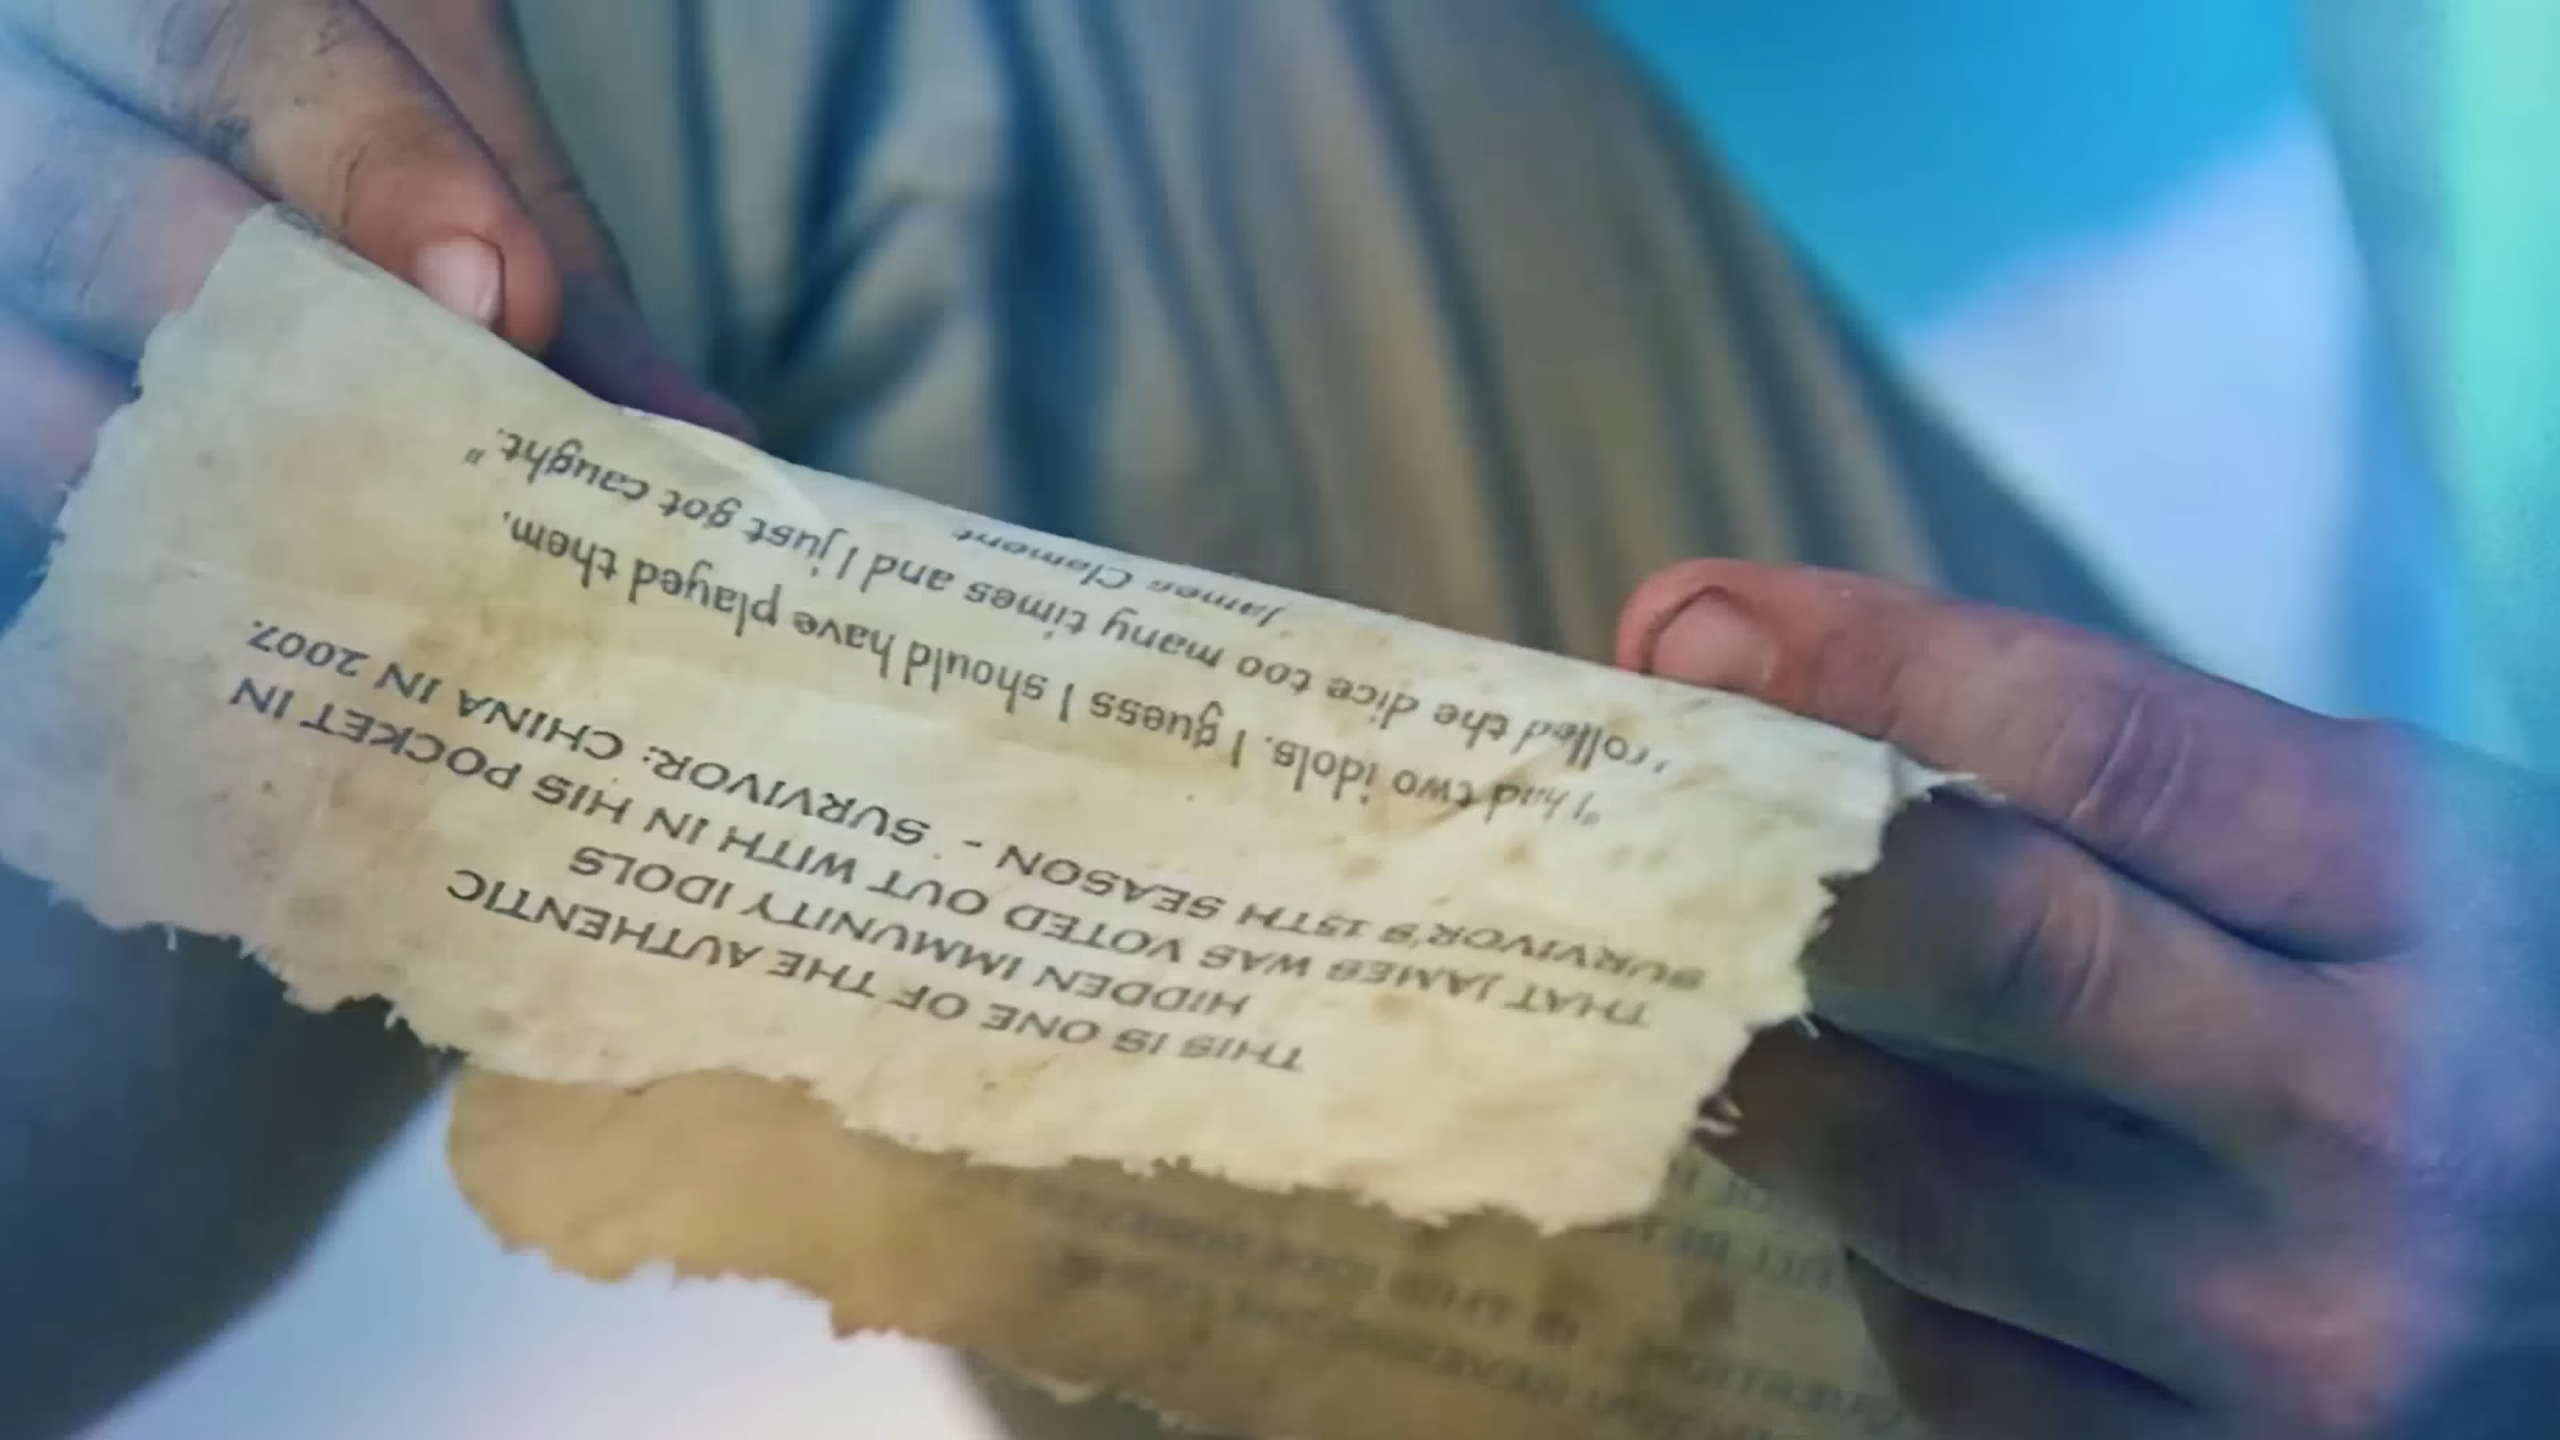 THIS IS ONE OF THE AUTHENTIC
HIDDEN IMMUNITY IDOLS
THAT JAMES WAS VOTED OUT WITH IN HIS POCKET IN
SURVIVOR'S 15TH SEASON - SURVIVOR: CHINA IN 2007.
"I had two idols. I guess I should have played them.
I rolled the dice too many times and I just got caught."
James Clement